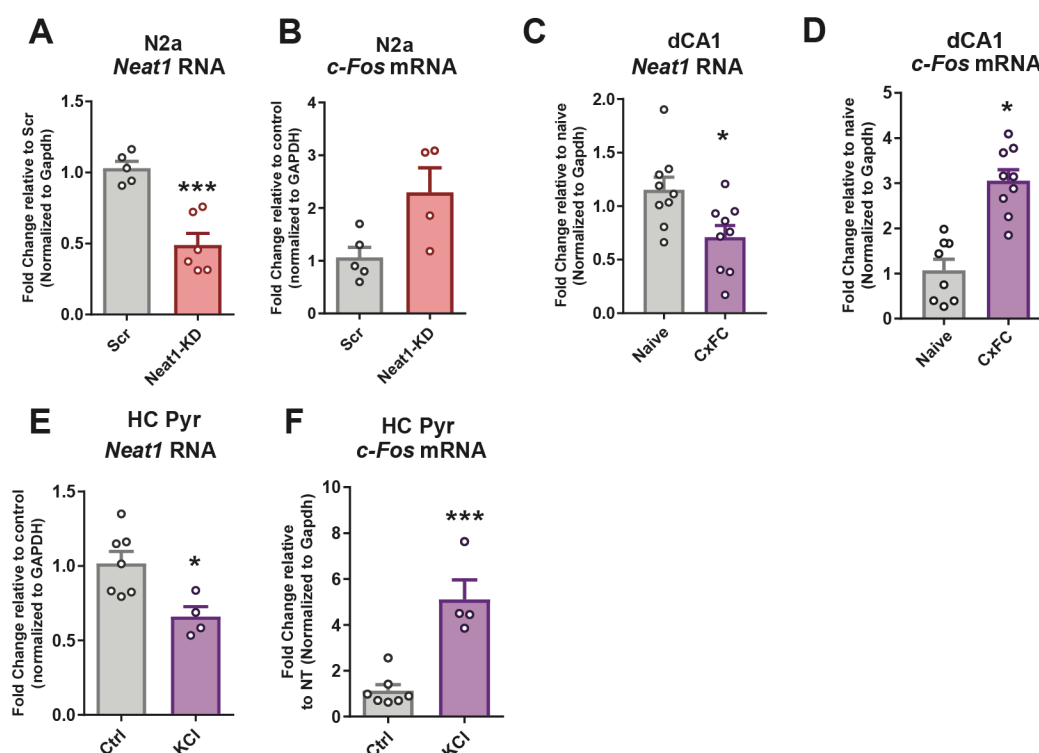 A
N2a
Neat1 RNA
Fold Change relative to Scr
(Normalized to Gapdh)
1.5
1.0
0.5
0.0
***
Scr
Neat1-KD
B
N2a
c-Fos mRNA
Fold Change relative to control
(normalized to GAPDH)
4
3
2
1
0
Scr
Neat1-KD
C
dCA1
Neat1 RNA
Fold Change relative to naive
(Normalized to Gapdh)
2.0
1.5
1.0
0.5
0.0
*
Naive
CxFC
D
dCA1
c-Fos mRNA
Fold Change relative to naive
(Normalized to Gapdh)
5
4
3
2
1
0
*
Naive
CxFC
E
HC Pyr
Neat1 RNA
Fold Change relative to control
(normalized to GAPDH)
1.5
1.0
0.5
0.0
*
Ctrl
KCl
F
HC Pyr
c-Fos mRNA
Fold Change relative
to NT (Normalized to Gapdh)
10
8
6
4
2
0
***
Ctrl
KCl